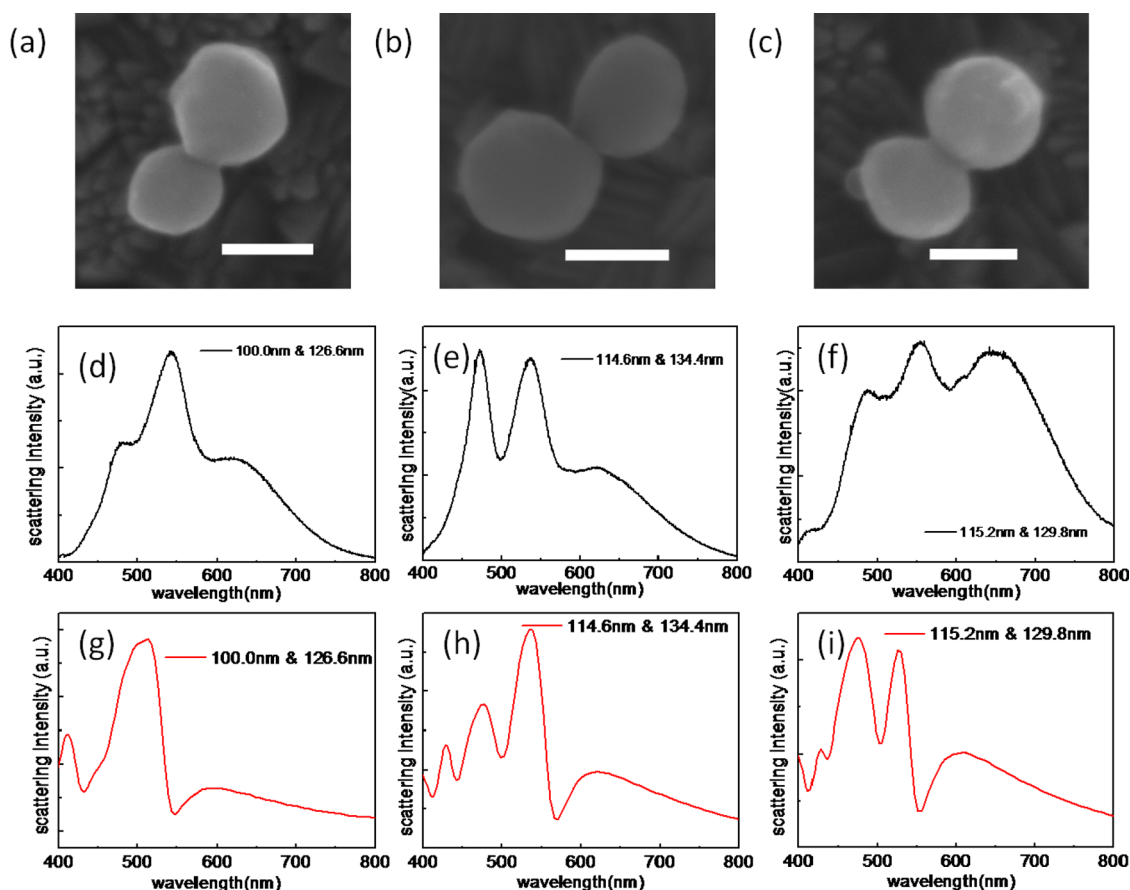 (a)
(b)
(c)
(d)
100.0nm & 126.6nm
scattering Intensity (a.u.)
400 500 600 700 800
wavelength(nm)
(e)
114.6nm & 134.4nm
scattering Intensity(a.u.)
400 500 600 700 800
wavelength(nm)
(f)
115.2nm & 129.8nm
scattering Intensity (a.u.)
400 500 600 700 800
wavelength(nm)
(g)
100.0nm & 126.6nm
scattering Intensity (a.u.)
400 500 600 700 800
wavelength(nm)
(h)
114.6nm & 134.4nm
scattering Intensity (a.u.)
400 500 600 700 800
wavelength(nm)
(i)
115.2nm & 129.8nm
scattering Intensity (a.u.)
400 500 600 700 800
wavelength(nm)